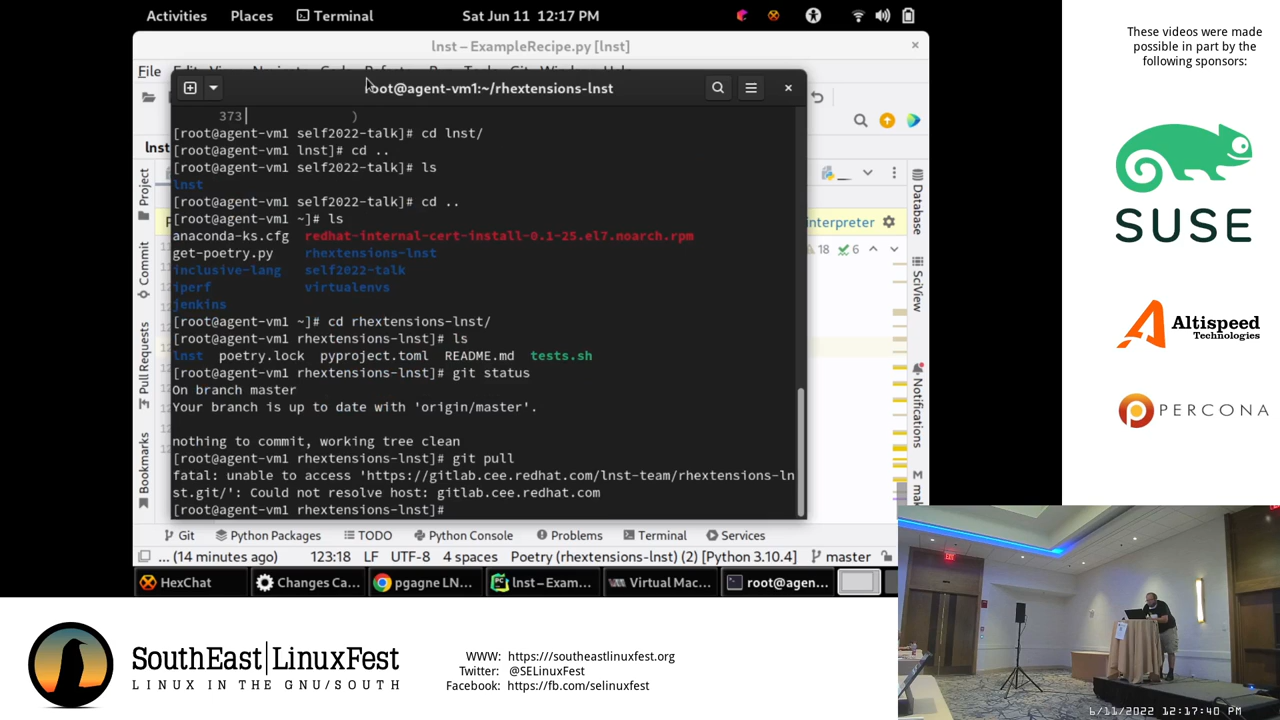 Activities Places Terminal Sat Jun 11 12:17 PM
These videos were made
possible in part by the
following sponsors:
lnst – ExampleRecipe.py [lnst]
File
root@agent-vm1:~/rhextensions-lnst
373 )
[root@agent-vm1 self2022-talk]# cd lnst/
[root@agent-vm1 lnst]# cd ..
[root@agent-vm1 self2022-talk]# ls
lnst
[root@agent-vm1 self2022-talk]# cd ..
[root@agent-vm1 ~]# ls
anaconda-ks.cfg redhat-internal-cert-install-0.1-25.el7.noarch.rpm
get-poetry.py rhextensions-lnst
inclusive-lang self2022-talk
iperf virtualenvs
jenkins
[root@agent-vm1 ~]# cd rhextensions-lnst/
[root@agent-vm1 rhextensions-lnst]# ls
lnst poetry.lock pyproject.toml README.md tests.sh
[root@agent-vm1 rhextensions-lnst]# git status
On branch master
Your branch is up to date with 'origin/master'.
nothing to commit, working tree clean
[root@agent-vm1 rhextensions-lnst]# git pull
fatal: unable to access 'https://gitlab.cee.redhat.com/lnst-team/rhextensions-ln
st.git/': Could not resolve host: gitlab.cee.redhat.com
[root@agent-vm1 rhextensions-lnst]#
lnst
Project
Commit
Pull Requests
Bookmarks
interpreter
18 6
Database
SciView
Notifications
Git Python Packages TODO Python Console Problems Terminal Services
... (14 minutes ago) 123:18 LF UTF-8 4 spaces Poetry (rhextensions-lnst) (2) [Python 3.10.4] master
HexChat Changes Ca... pgagne LN... lnst – Exam... Virtual Mac... root@agen...
SUSE
Altispeed
Technologies
PERCONA
SouthEast LinuxFest
LINUX IN THE GNU/SOUTH
WWW: https:///southeastlinuxfest.org
Twitter: @SELinuxFest
Facebook: https://fb.com/selinuxfest
6/11/2022 12:17:40 PM